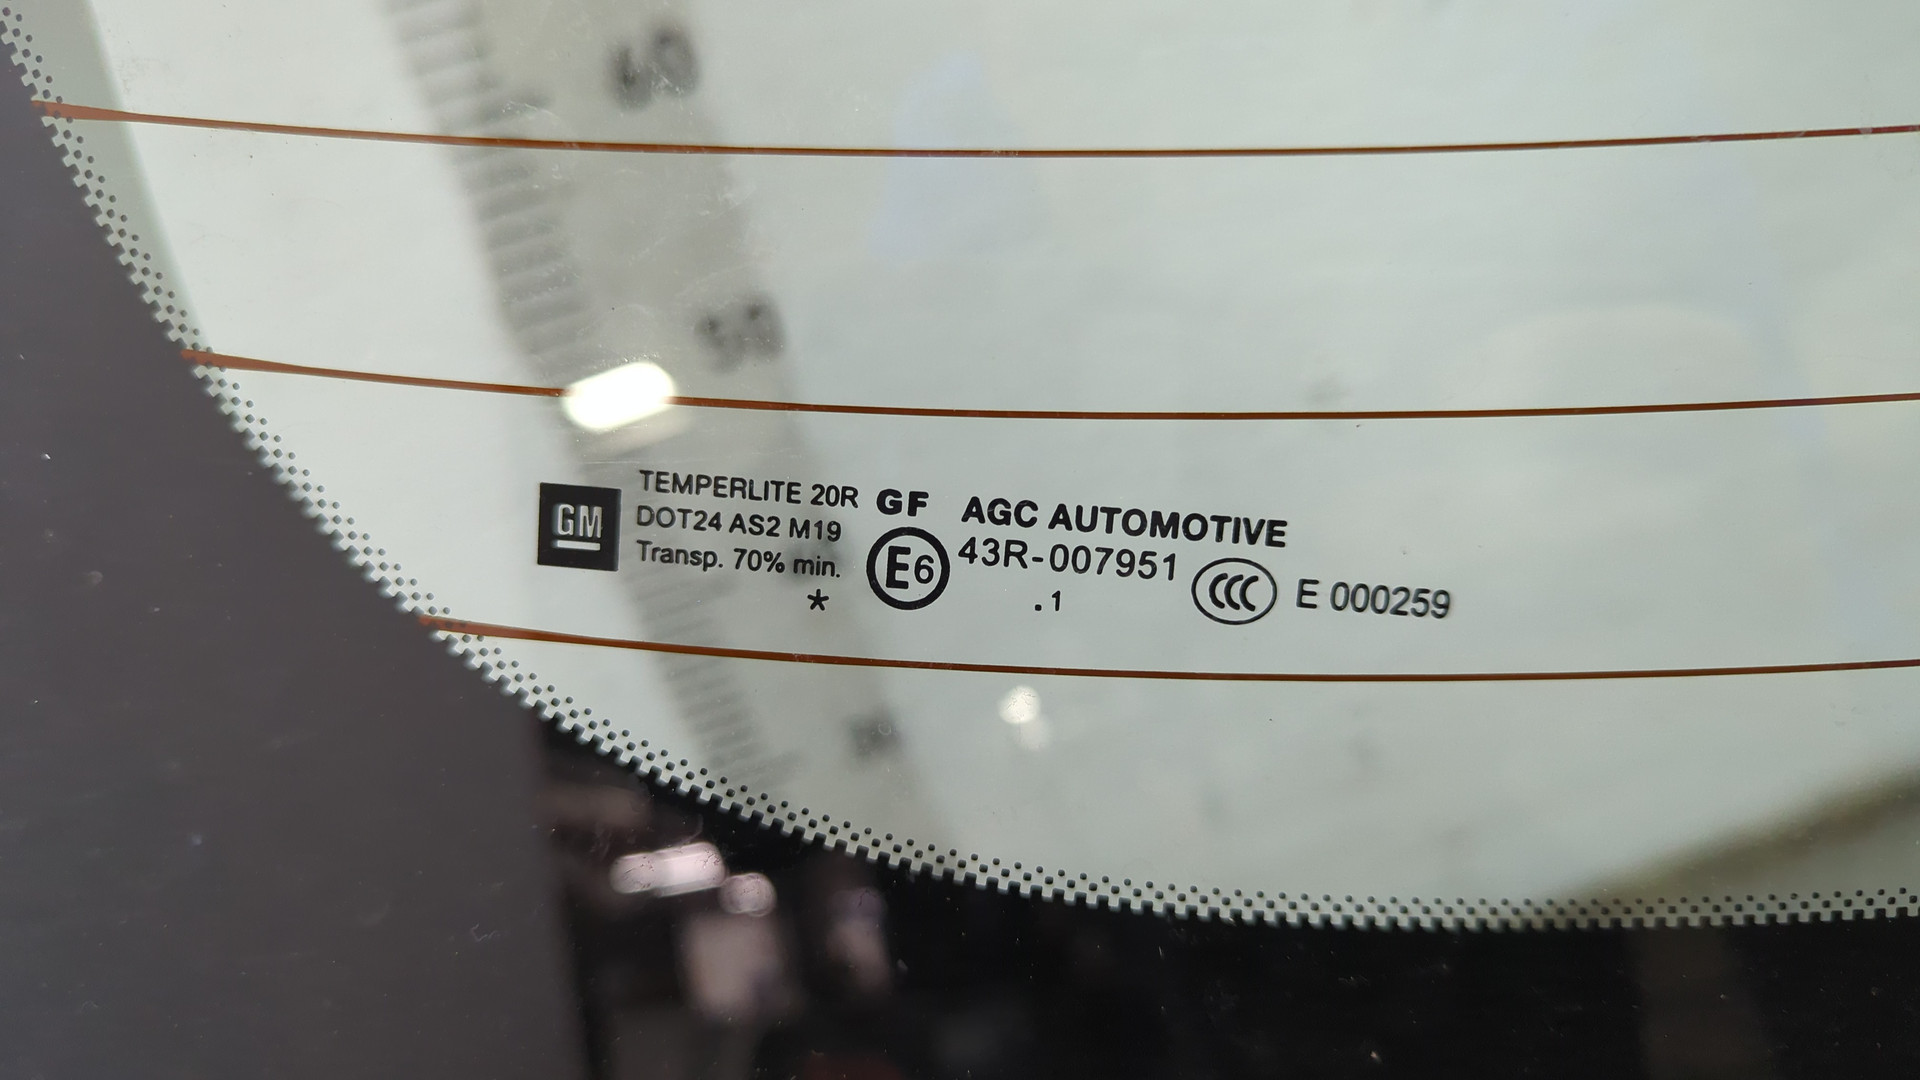 GM
TEMPERLITE 20R GF AGC AUTOMOTIVE
DOT24 AS2 M19
Transp. 70% min.
*
E6
43R-007951
.1
CCC
E 000259